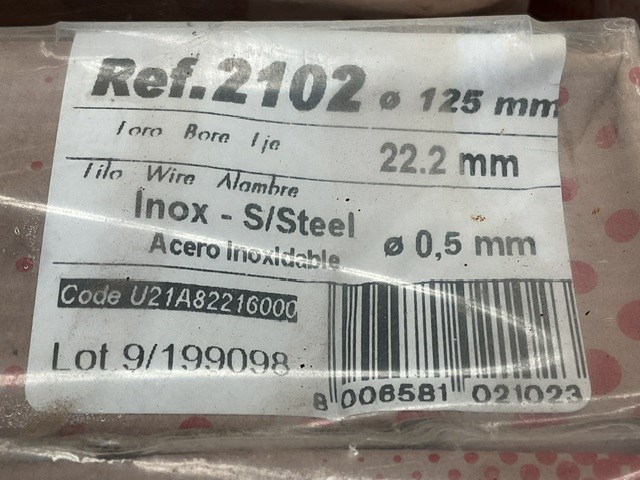 Ref.2102 ø 125 mm
Foro Bore Eje 22.2 mm
Filo Wire Alambre
Inox - S/Steel
Acero inoxidable ø 0,5 mm
Code U21A82216000
Lot 9/199098
8 006581 021023